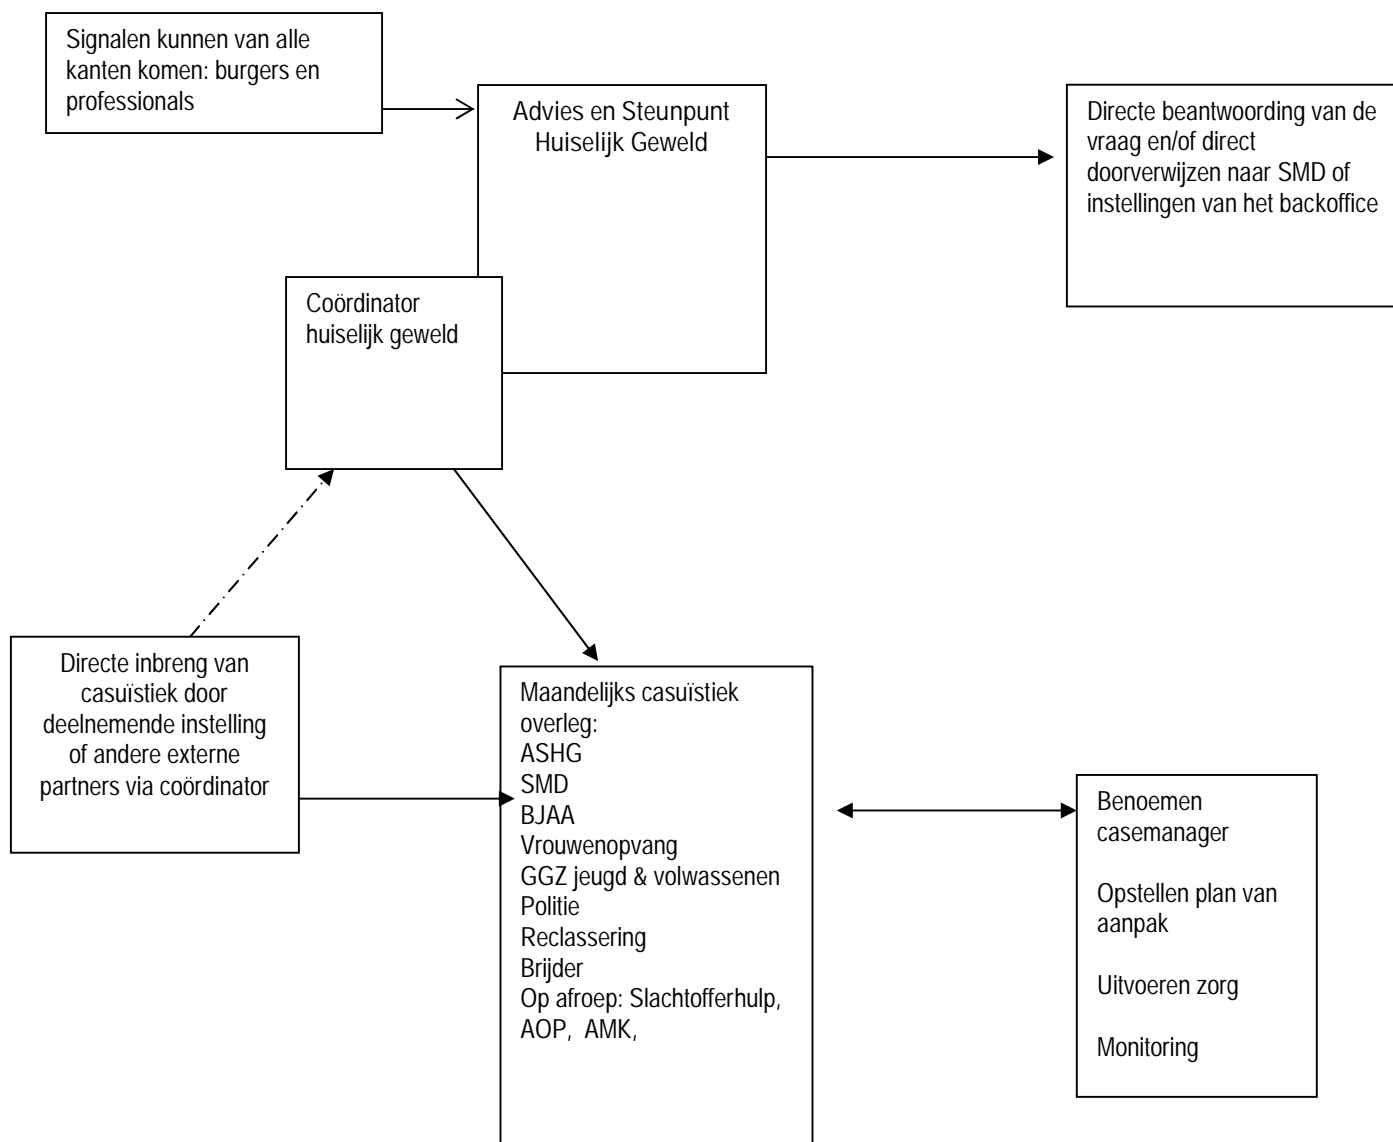 Signalen kunnen van alle
kanten komen: burgers en
professionals
Advies en Steunpunt
Huiselijk Geweld
Directe beantwoording van de
vraag en/of direct
doorverwijzen naar SMD of
instellingen van het backoffice
Coördinator
huiselijk geweld
Directe inbreng van
casuïstiek door
deelnemende instelling
of andere externe
partners via coördinator
Maandelijks casuïstiek
overleg:
ASHG
SMD
BJAA
Vrouwenopvang
GGZ jeugd & volwassenen
Politie
Reclassering
Brijder
Op afroep: Slachtofferhulp,
AOP, AMK,
Benoemen
casemanager
Opstellen plan van
aanpak
Uitvoeren zorg
Monitoring